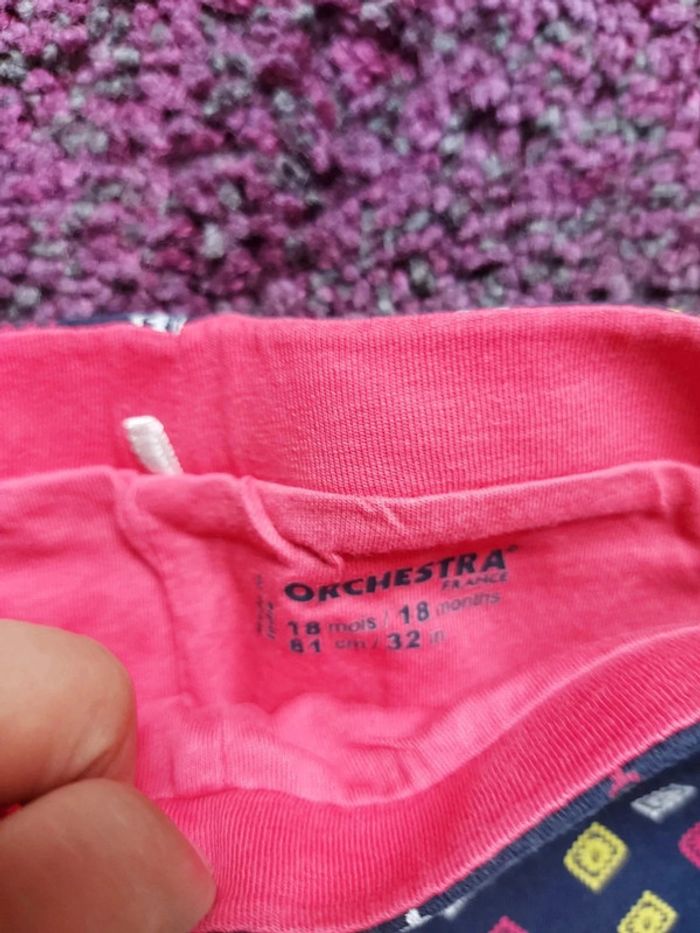 ORCHESTRA®
FRANCE
18 mois / 18 months
81 cm / 32 in